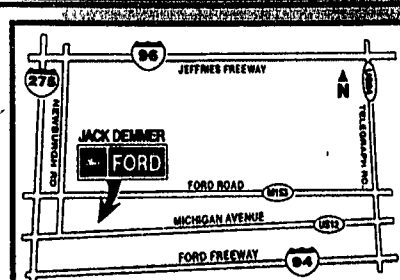 96
JEFFRIES FREEWAY
275
N
NEWBURGH RD
TELEGRAPH RD.
JACK DEMMER
FORD
FORD ROAD
M153
MICHIGAN AVENUE
US12
FORD FREEWAY
94